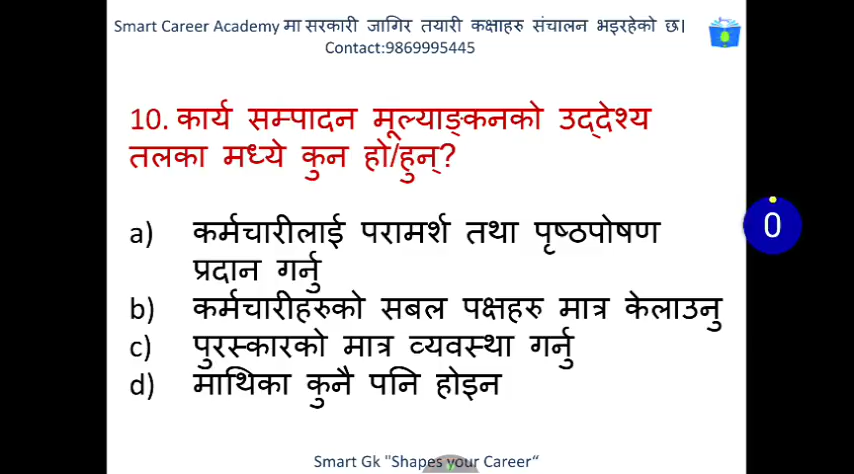 Smart Career Academy मा सरकारी जागिर तयारी कक्षाहरु संचालन भइरहेको छ।
Contact:9869995445
10. कार्य सम्पादन मूल्याङ्कनको उद्देश्य
तलका मध्ये कुन हो/हुन्?
a) कर्मचारीलाई परामर्श तथा पृष्ठपोषण
प्रदान गर्नु
b) कर्मचारीहरुको सबल पक्षहरु मात्र केलाउनु
c) पुरस्कारको मात्र व्यवस्था गर्नु
d) माथिका कुनै पनि होइन
0
Smart Gk "Shapes your Career“